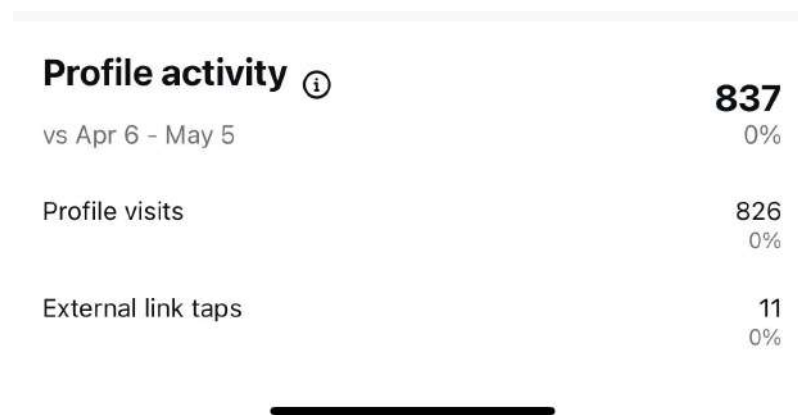 Profile activity
837
vs Apr 6 - May 5
0%
Profile visits
826
0%
External link taps
11
0%